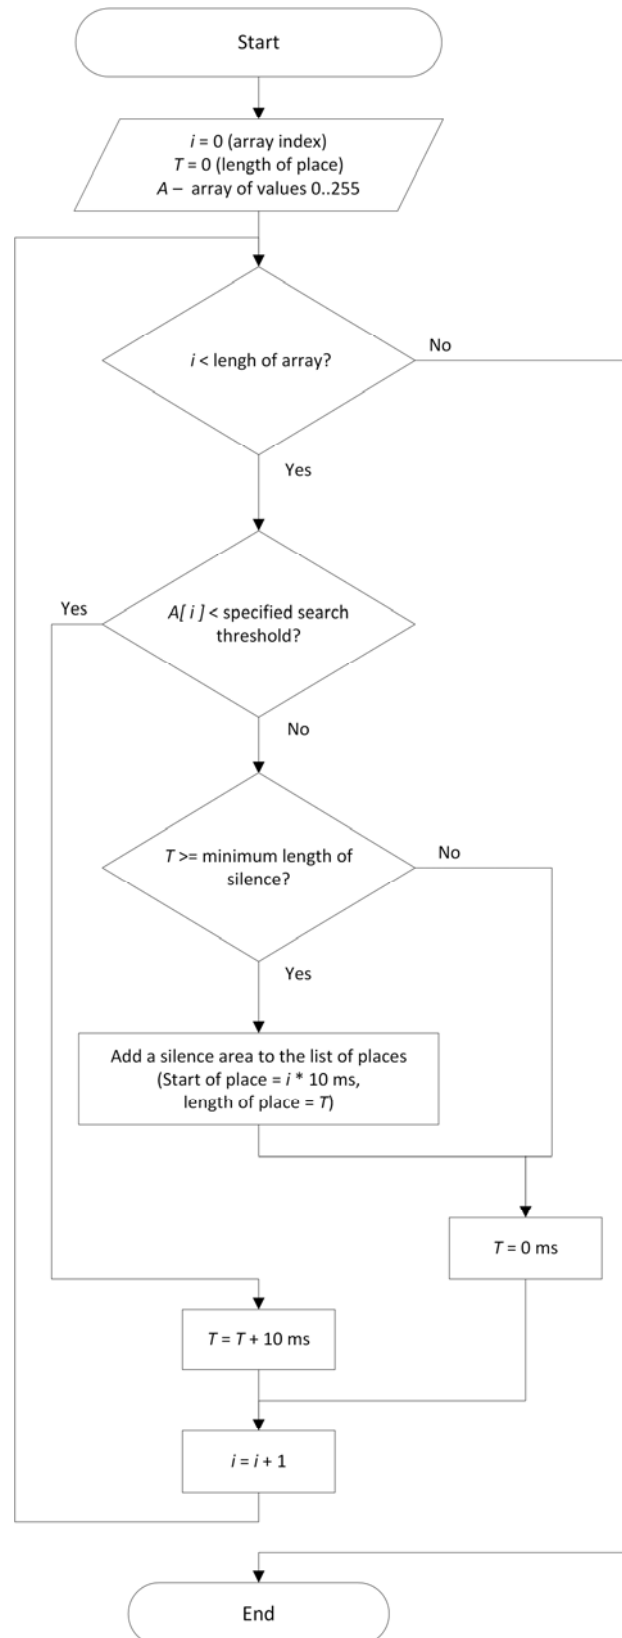 Start
i = 0 (array index)
T = 0 (length of place)
A – array of values 0..255
i < lengh of array?
No
Yes
Yes
A[ i ] < specified search
threshold?
No
T >= minimum length of
silence?
No
Yes
Add a silence area to the list of places
(Start of place = i * 10 ms,
length of place = T)
T = 0 ms
T = T + 10 ms
i = i + 1
End